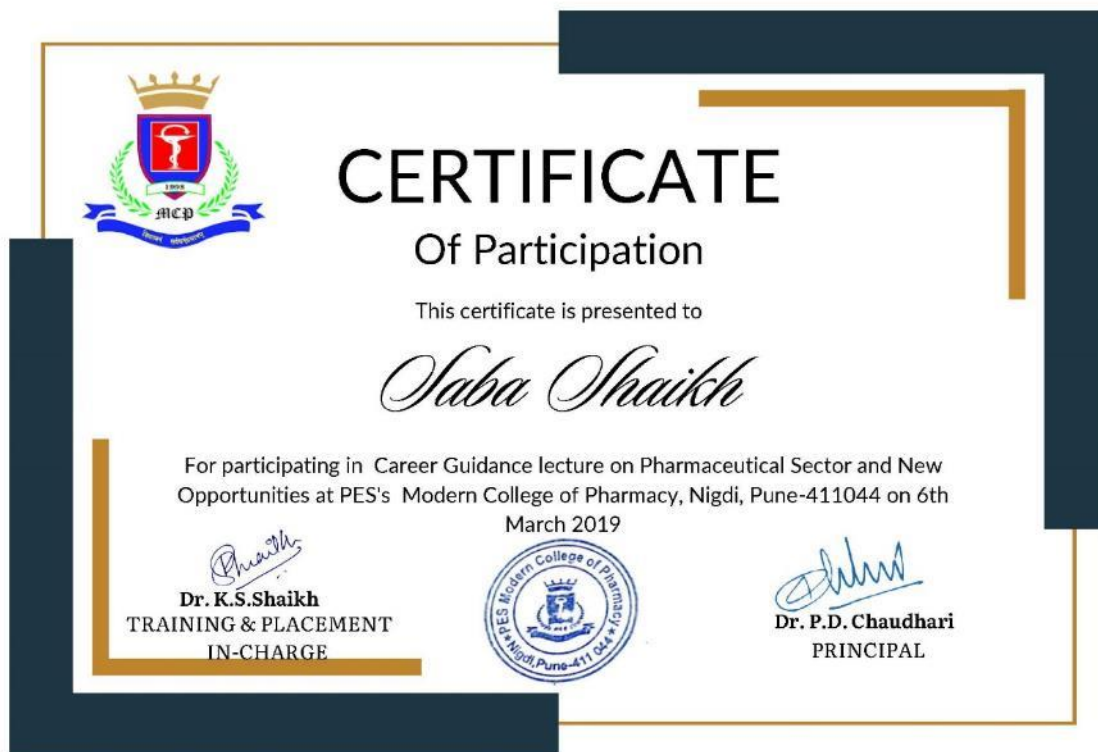 1998
MCP
CERTIFICATE
Of Participation
This certificate is presented to
Saba Shaikh
For participating in Career Guidance lecture on Pharmaceutical Sector and New
Opportunities at PES's Modern College of Pharmacy, Nigdi, Pune-411044 on 6th
March 2019
Dr. K.S.Shaikh
TRAINING & PLACEMENT
IN-CHARGE
PES Modern College of Pharmacy
Nigdi, Pune-411 044
Dr. P.D. Chaudhari
PRINCIPAL